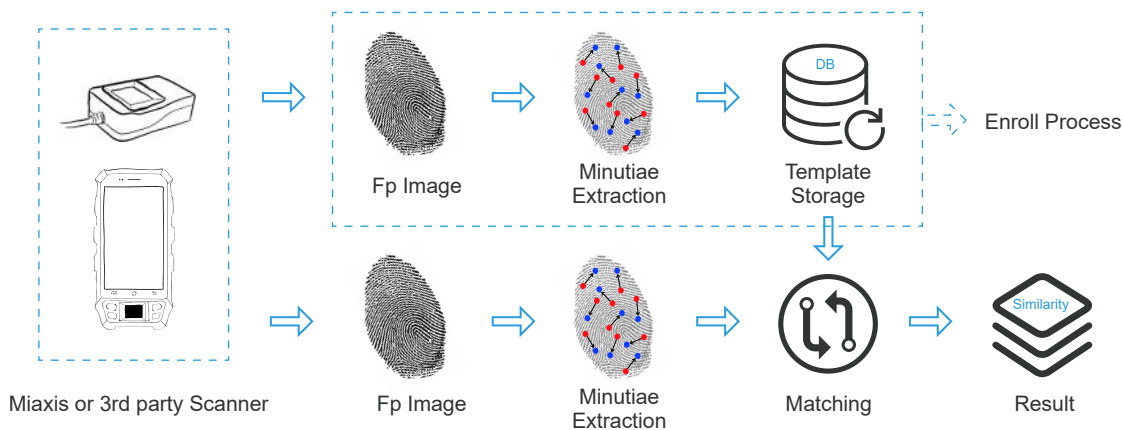 DB
Enroll Process
Fp Image
Minutiae
Extraction
Template
Storage
Similarity
Miaxis or 3rd party Scanner
Fp Image
Minutiae
Extraction
Matching
Result